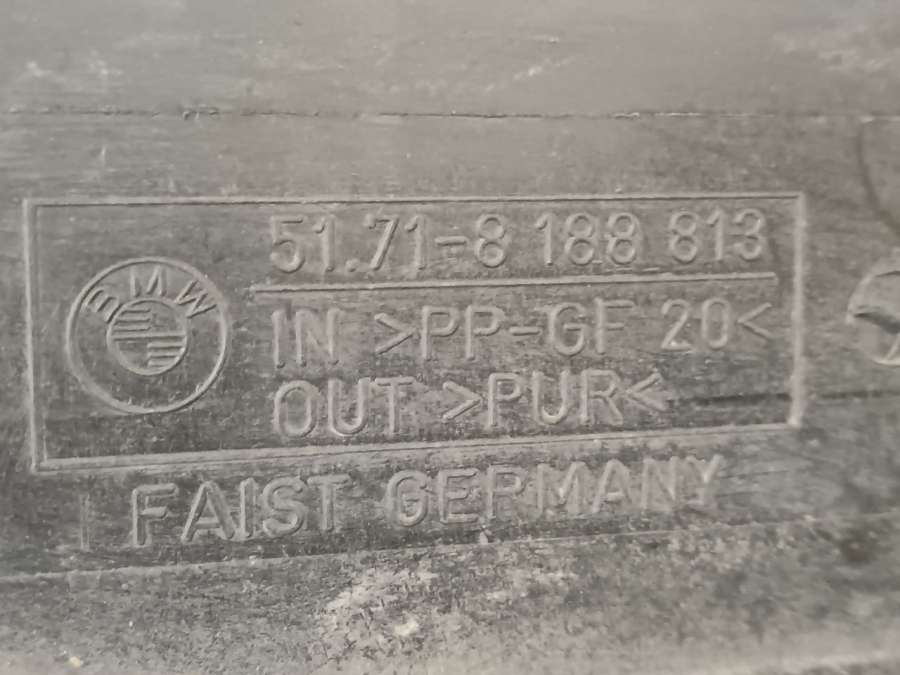 BMW
51.71-8 188 813
IN >PP-GF 20<
OUT >PUR<
FAIST GERMANY